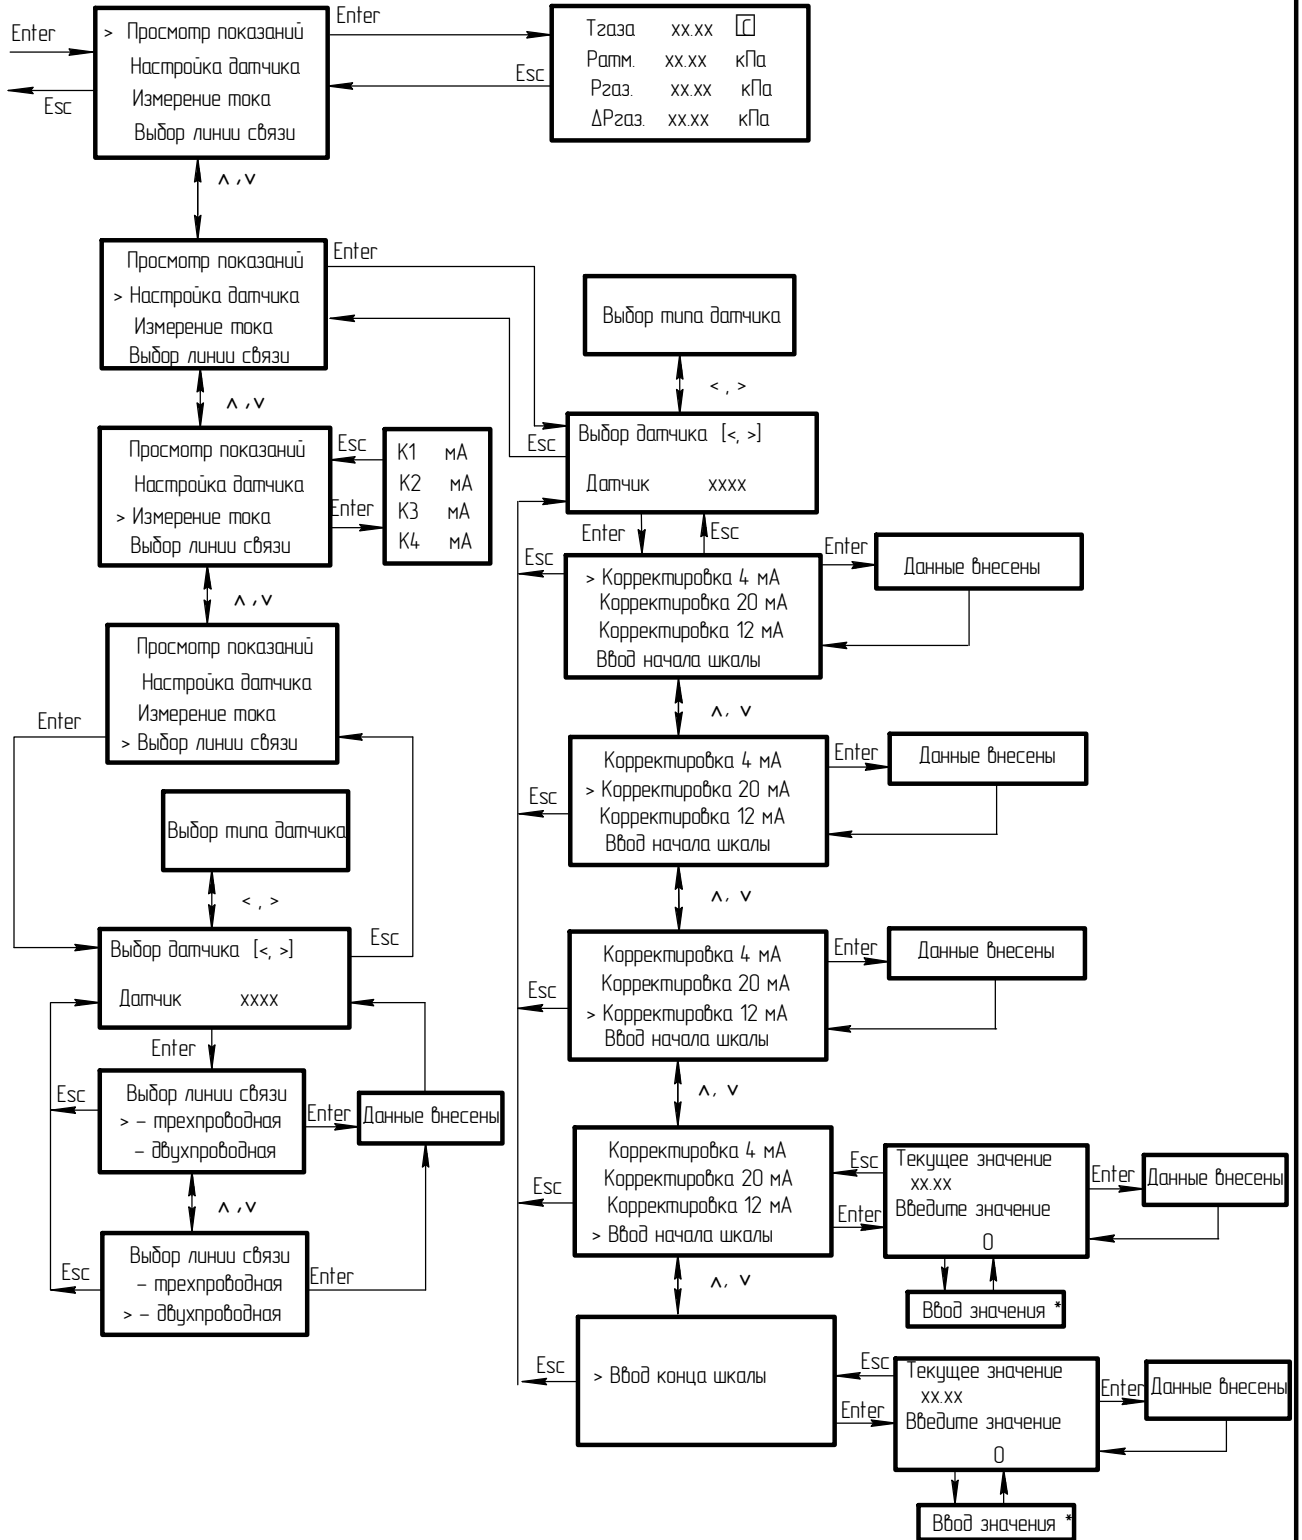 Enter
Esc
> Просмотр показаний
Настройка датчика
Измерение тока
Выбор линии связи
Enter
Esc
Тгаза xx.xx [C]
Ратм. xx.xx кПа
Ргаз. xx.xx кПа
ΔРгаз. xx.xx кПа
ʌ ,v
Просмотр показаний
> Настройка датчика
Измерение тока
Выбор линии связи
Enter
Esc
Выбор типа датчика
< , >
Выбор датчика [<, >]
Датчик xxxx
ʌ ,v
Просмотр показаний
Настройка датчика
> Измерение тока
Выбор линии связи
Esc
Enter
К1 мА
К2 мА
К3 мА
К4 мА
Enter
Esc
Esc
> Корректировка 4 мА
Корректировка 20 мА
Корректировка 12 мА
Ввод начала шкалы
Enter
Данные внесены
ʌ ,v
Просмотр показаний
Настройка датчика
Измерение тока
> Выбор линии связи
Enter
ʌ, v
Esc
Корректировка 4 мА
> Корректировка 20 мА
Корректировка 12 мА
Ввод начала шкалы
Enter
Данные внесены
Выбор типа датчика
< , >
Выбор датчика [<, >]
Датчик xxxx
Esc
ʌ, v
Esc
Корректировка 4 мА
Корректировка 20 мА
> Корректировка 12 мА
Ввод начала шкалы
Enter
Данные внесены
Enter
Esc
Выбор линии связи
> – трехпроводная
– двухпроводная
Enter
Данные внесены
ʌ ,v
Esc
Выбор линии связи
– трехпроводная
> – двухпроводная
Enter
ʌ, v
Esc
Корректировка 4 мА
Корректировка 20 мА
Корректировка 12 мА
> Ввод начала шкалы
Esc
Enter
Текущее значение
xx.xx
Введите значение
0
Enter
Данные внесены
Ввод значения *
ʌ, v
Esc
> Ввод конца шкалы
Esc
Enter
Текущее значение
xx.xx
Введите значение
0
Enter
Данные внесены
Ввод значения *